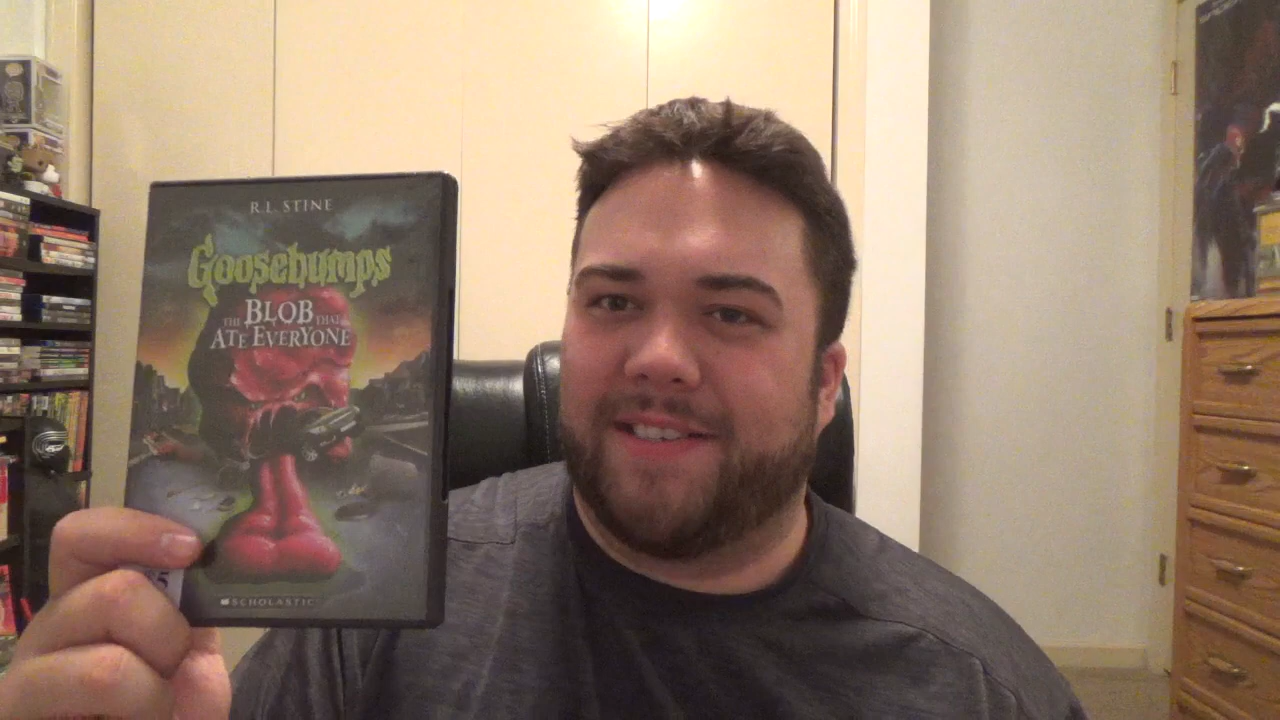 R.L. STINE
Goosebumps
THE BLOB THAT
ATE EVERYONE
SCHOLASTIC